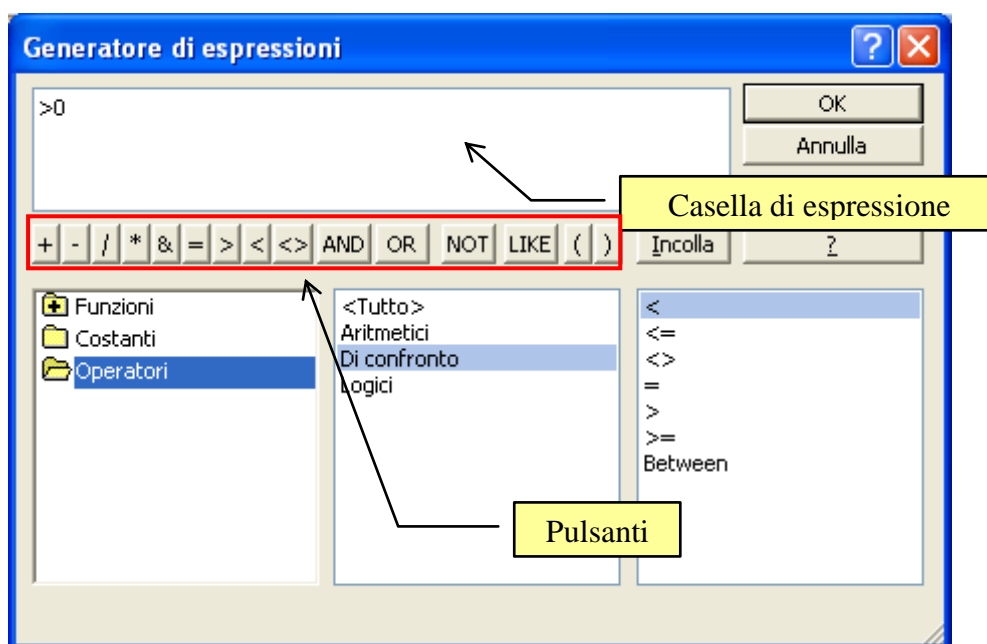 Generatore di espressioni
>0
OK
Annulla
Casella di espressione
+ - / * & = > < <> AND OR NOT LIKE ( ) Incolla ?
Funzioni
Costanti
Operatori
<Tutto>
Aritmetici
Di confronto
Logici
<
<=
<>
=
>
>=
Between
Pulsanti